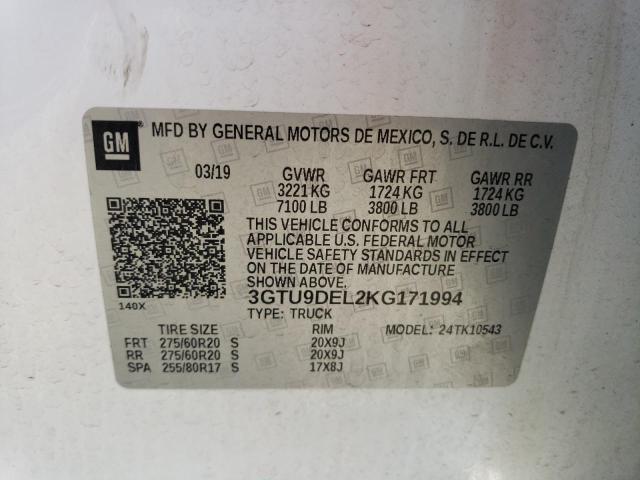 GM
MFD BY GENERAL MOTORS DE MEXICO, S. DE R.L. DE C.V.
03/19 GVWR GAWR FRT GAWR RR
3221 KG 1724 KG 1724 KG
7100 LB 3800 LB 3800 LB
THIS VEHICLE CONFORMS TO ALL
APPLICABLE U.S. FEDERAL MOTOR
VEHICLE SAFETY STANDARDS IN EFFECT
ON THE DATE OF MANUFACTURE
SHOWN ABOVE.
3GTU9DEL2KG171994
140X TYPE: TRUCK
TIRE SIZE RIM MODEL: 24TK10543
FRT 275/60R20 S 20X9J
RR 275/60R20 S 20X9J
SPA 255/80R17 S 17X8J